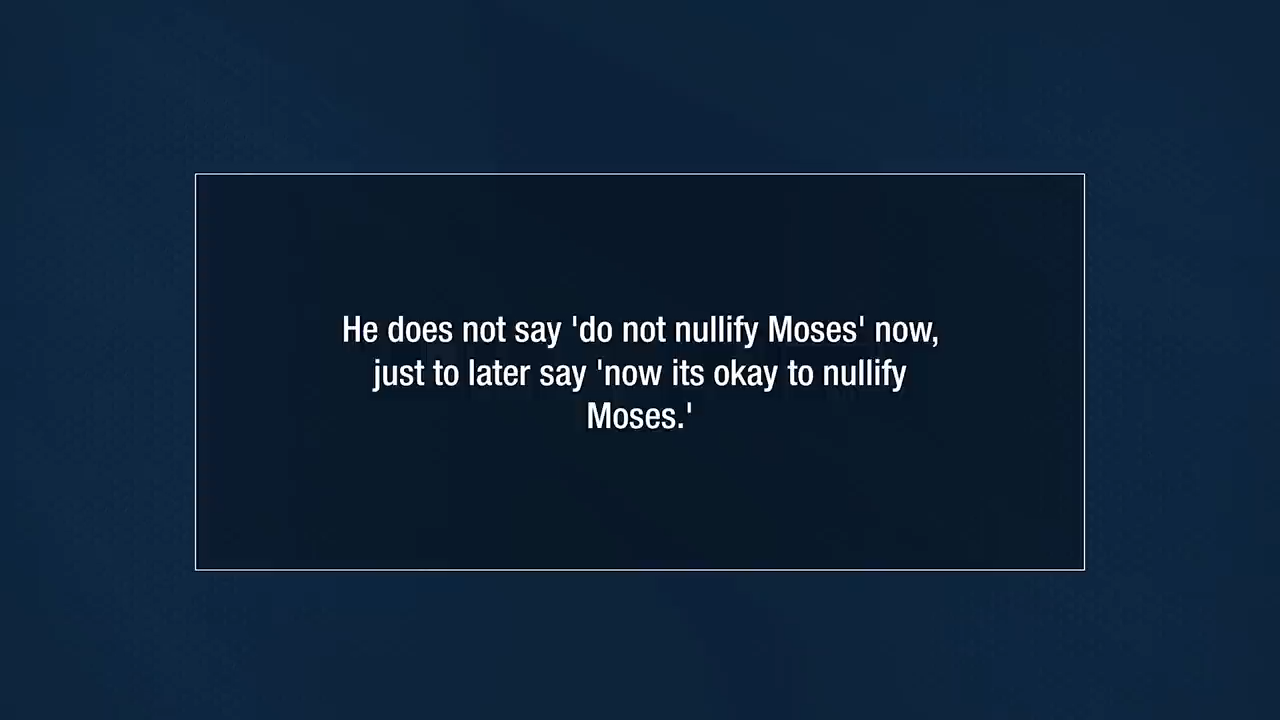 He does not say 'do not nullify Moses' now,
just to later say 'now its okay to nullify
Moses.'